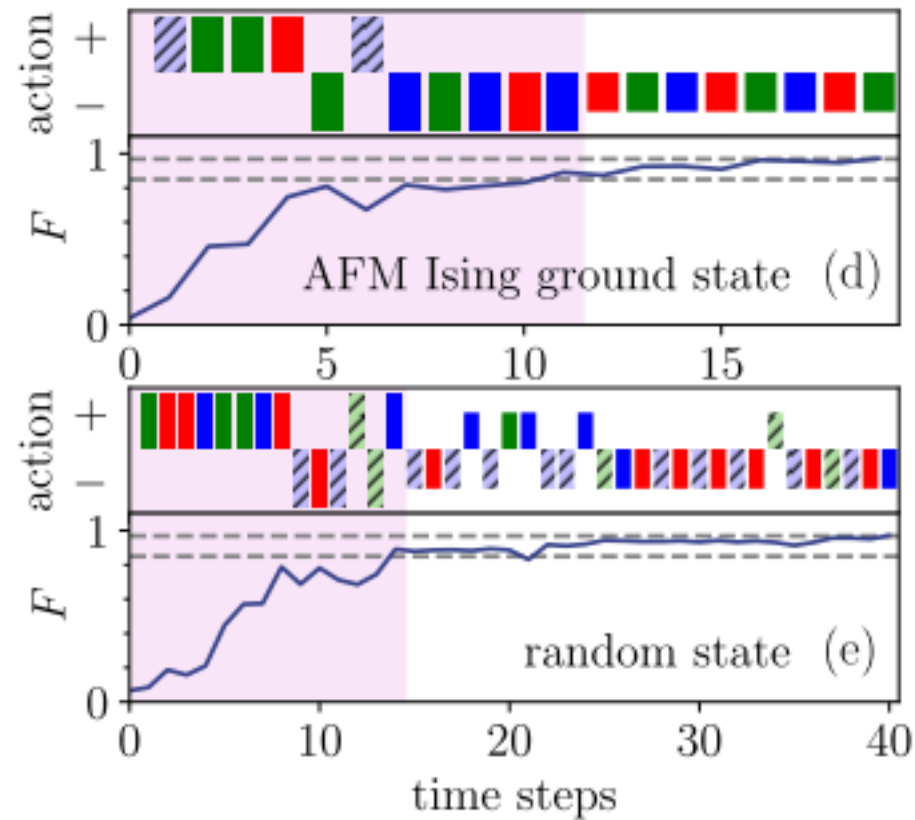 action
+
−
1
F
0
AFM Ising ground state (d)
0 5 10 15
action
+
−
1
F
0
random state (e)
0 10 20 30 40
time steps